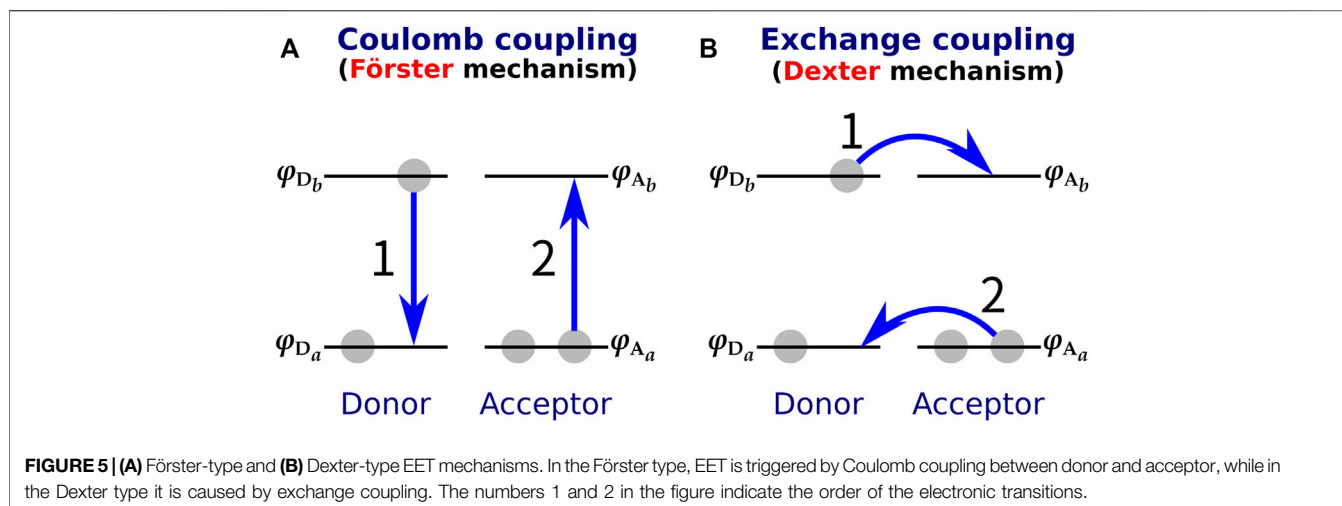 A Coulomb coupling
(Förster mechanism)
B Exchange coupling
(Dexter mechanism)
φDb
φAb
1
2
φDa
φAa
Donor Acceptor
1
φDb
φAb
2
φDa
φAa
Donor Acceptor
FIGURE 5 | (A) Förster-type and (B) Dexter-type EET mechanisms. In the Förster type, EET is triggered by Coulomb coupling between donor and acceptor, while in
the Dexter type it is caused by exchange coupling. The numbers 1 and 2 in the figure indicate the order of the electronic transitions.